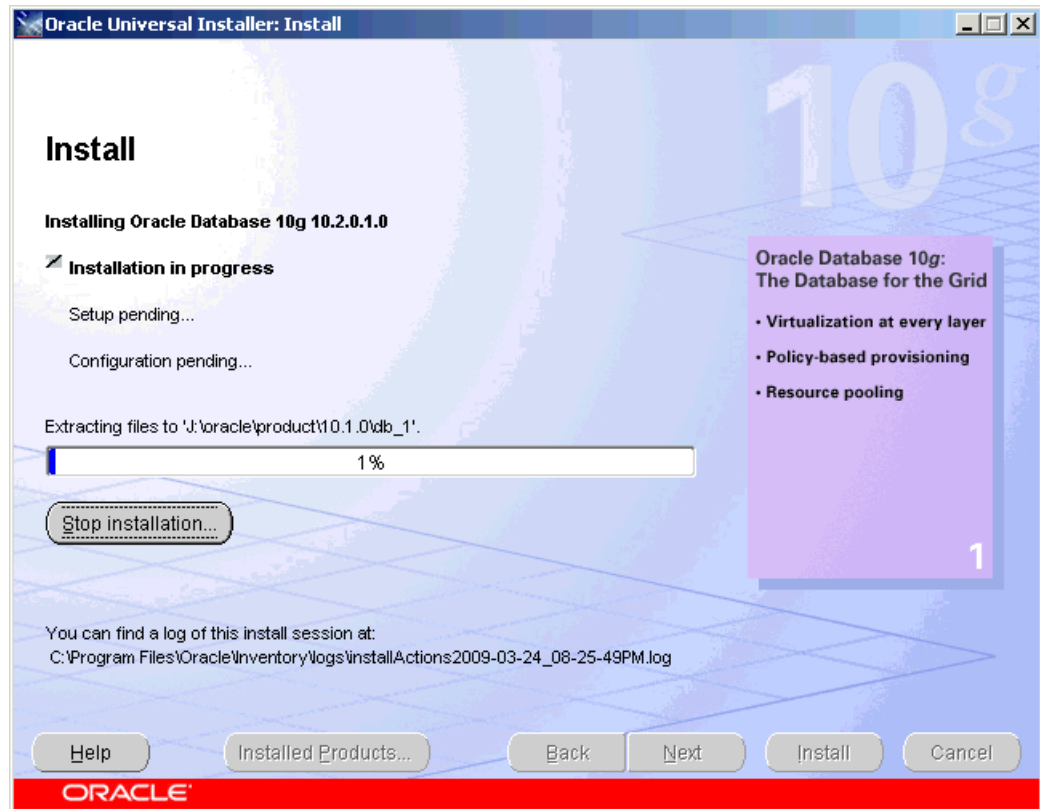 Oracle Universal Installer: Install
10g
Install
Installing Oracle Database 10g 10.2.0.1.0
Installation in progress
Setup pending...
Configuration pending...
Extracting files to 'J:\oracle\product\10.1.0\db_1'.
1%
Stop installation...
Oracle Database 10g:
The Database for the Grid
• Virtualization at every layer
• Policy-based provisioning
• Resource pooling
1
You can find a log of this install session at:
C:\Program Files\Oracle\Inventory\logs\installActions2009-03-24_08-25-49PM.log
Help Installed Products... Back Next Install Cancel
ORACLE